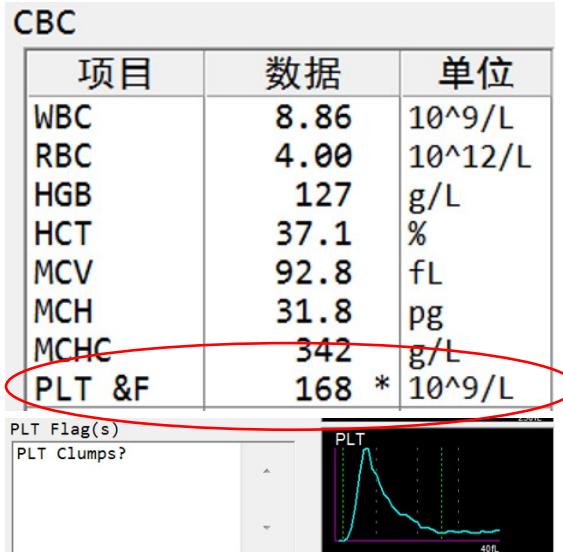 CBC
项目 数据 单位
WBC 8.86 10^9/L
RBC 4.00 10^12/L
HGB 127 g/L
HCT 37.1 %
MCV 92.8 fL
MCH 31.8 pg
MCHC 342 g/L
PLT &F 168 * 10^9/L
PLT Flag(s)
PLT Clumps?
PLT
40fL